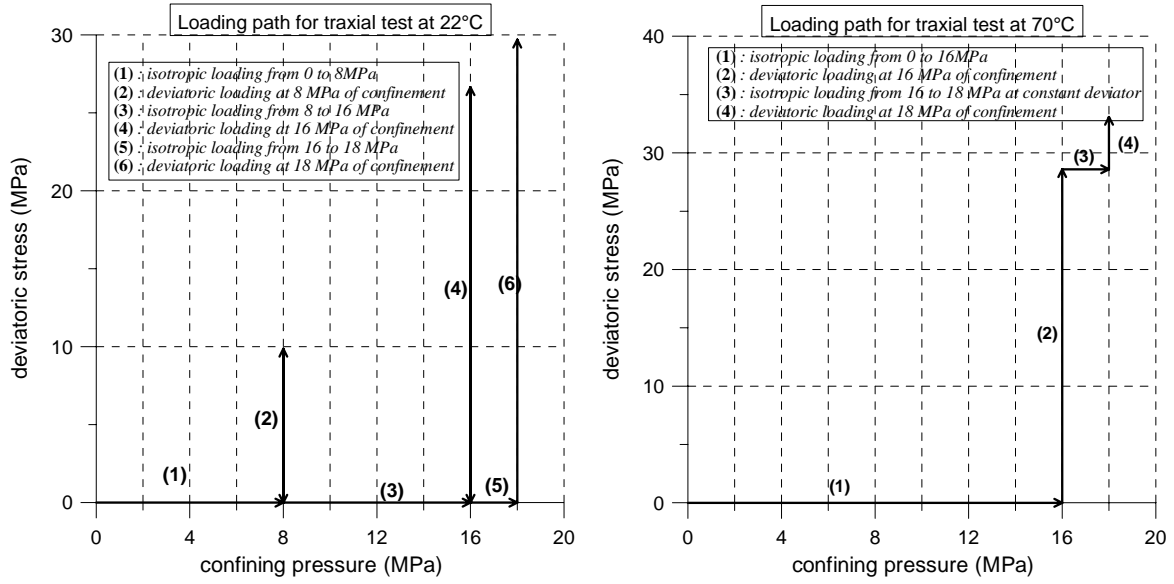 Loading path for traxial test at 22°C
(1) : isotropic loading from 0 to 8MPa
(2) : deviatoric loading at 8 MPa of confinement
(3) : isotropic loading from 8 to 16 MPa
(4) : deviatoric loading at 16 MPa of confinement
(5) : isotropic loading from 16 to 18 MPa
(6) : deviatoric loading at 18 MPa of confinement
30
20
10
0
deviatoric stress (MPa)
(1)
(2)
(3)
(4)
(5)
(6)
0 4 8 12 16 20
confining pressure (MPa)
Loading path for traxial test at 70°C
(1) : isotropic loading from 0 to 16MPa
(2) : deviatoric loading at 16 MPa of confinement
(3) : isotropic loading from 16 to 18 MPa at constant deviator
(4) : deviatoric loading at 18 MPa of confinement
40
30
20
10
0
deviatoric stress (MPa)
(1)
(2)
(3)
(4)
0 4 8 12 16 20
confining pressure (MPa)